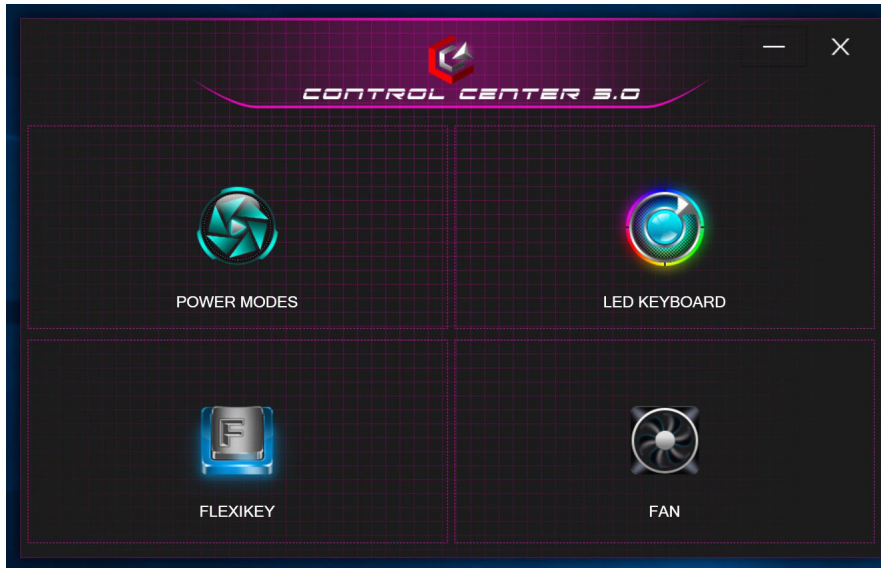 CONTROL CENTER 3.0
POWER MODES
LED KEYBOARD
F
FLEXIKEY
FAN